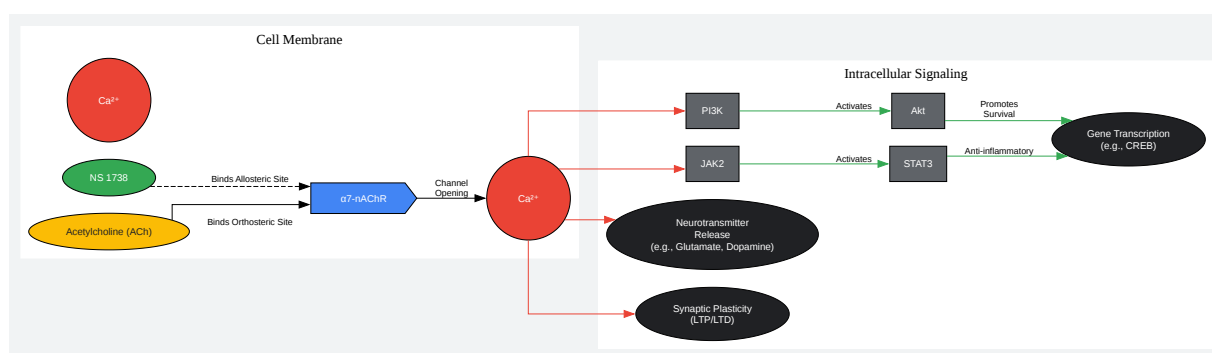 Cell Membrane
Ca²⁺
NS 1738
Acetylcholine (ACh)
Binds Allosteric Site
Binds Orthosteric Site
α7-nAChR
Channel
Opening
Ca²⁺
Intracellular Signaling
PI3K
Activates
Akt
Promotes
Survival
JAK2
Activates
STAT3
Anti-inflammatory
Gene Transcription
(e.g., CREB)
Neurotransmitter
Release
(e.g., Glutamate, Dopamine)
Synaptic Plasticity
(LTP/LTD)